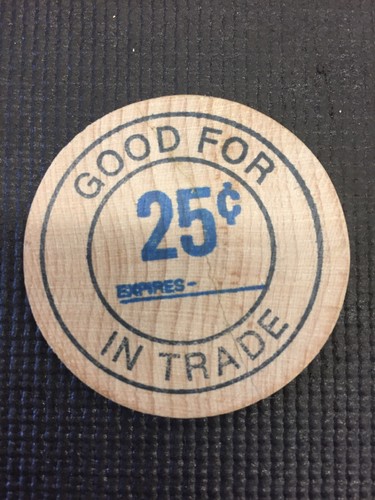 GOOD FOR
25¢
EXPIRES-
IN TRADE